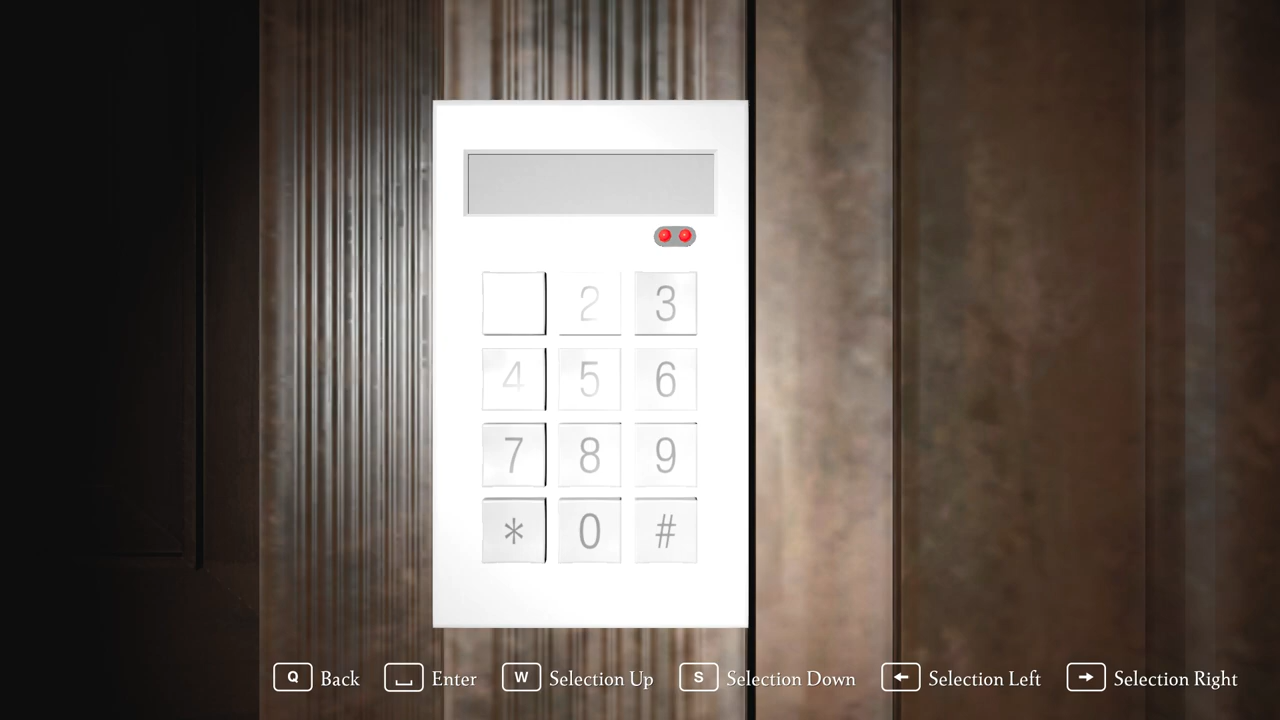 2 3
4 5 6
7 8 9
* 0 #
Q Back Enter W Selection Up S Selection Down ← Selection Left → Selection Right